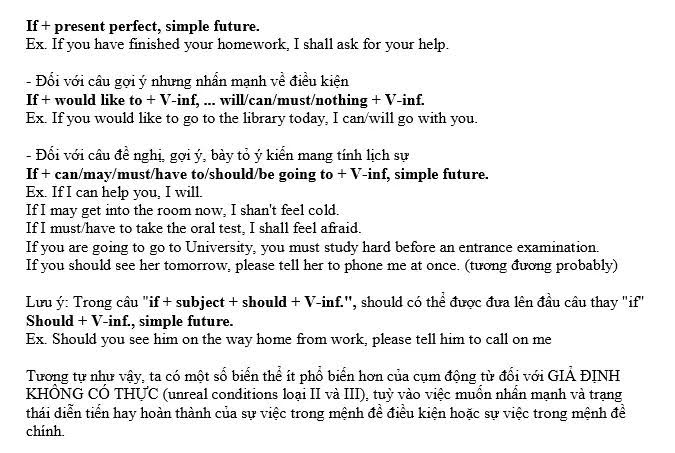 If + present perfect, simple future.
Ex. If you have finished your homework, I shall ask for your help.
- Đối với câu gợi ý nhưng nhấn mạnh về điều kiện
If + would like to + V-inf, ... will/can/must/nothing + V-inf.
Ex. If you would like to go to the library today, I can/will go with you.
- Đối với câu đề nghị, gợi ý, bày tỏ ý kiến mang tính lịch sự
If + can/may/must/have to/should/be going to + V-inf, simple future.
Ex. If I can help you, I will.
If I may get into the room now, I shan't feel cold.
If I must/have to take the oral test, I shall feel afraid.
If you are going to go to University, you must study hard before an entrance examination.
If you should see her tomorrow, please tell her to phone me at once. (tương đương probably)
Lưu ý: Trong câu "if + subject + should + V-inf.", should có thể được đưa lên đầu câu thay "if"
Should + V-inf., simple future.
Ex. Should you see him on the way home from work, please tell him to call on me
Tương tự như vậy, ta có một số biến thể ít phổ biến hơn của cụm động từ đối với GIẢ ĐỊNH
KHÔNG CÓ THỰC (unreal conditions loại II và III), tuỳ vào việc muốn nhấn mạnh và trạng
thái diễn tiến hay hoàn thành của sự việc trong mệnh đề điều kiện hoặc sự việc trong mệnh đề
chính.